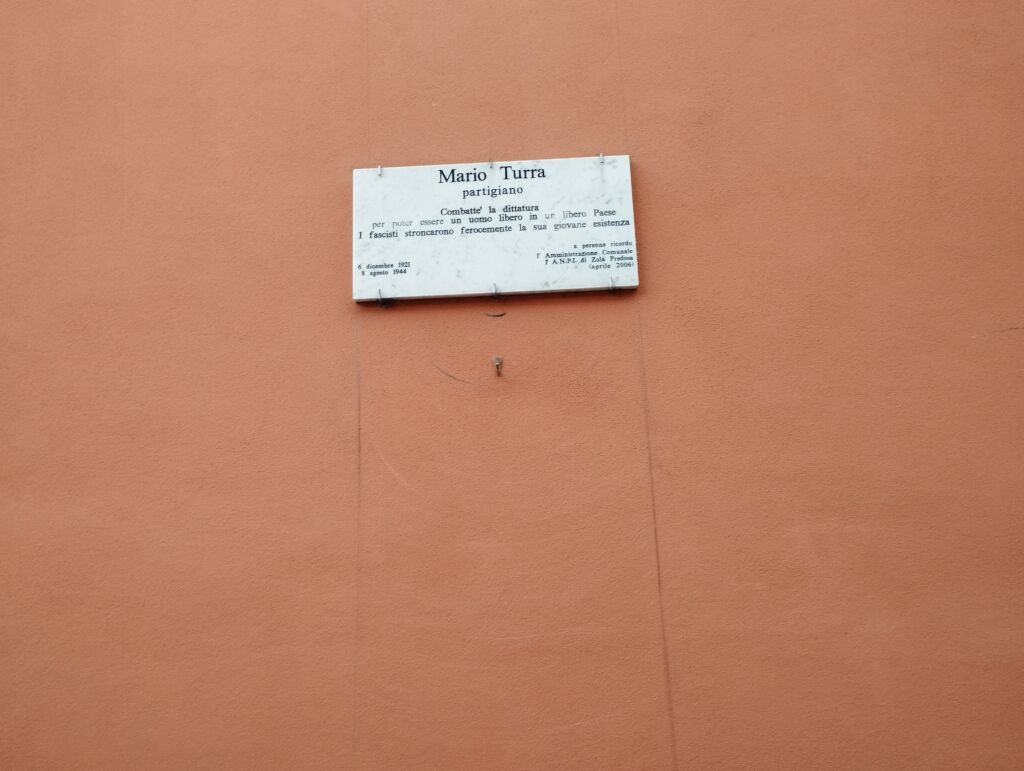 Mario Turra
partigiano
Combatte' la dittatura
per poter essere un uomo libero in un libero Paese
I fascisti stroncarono ferocemente la sua giovane esistenza
a perenne ricordo
l' Amministrazione Comunale
l' A.N.P.I. di Zola Predosa
(aprile 2006)
6 dicembre 1921
8 agosto 1944